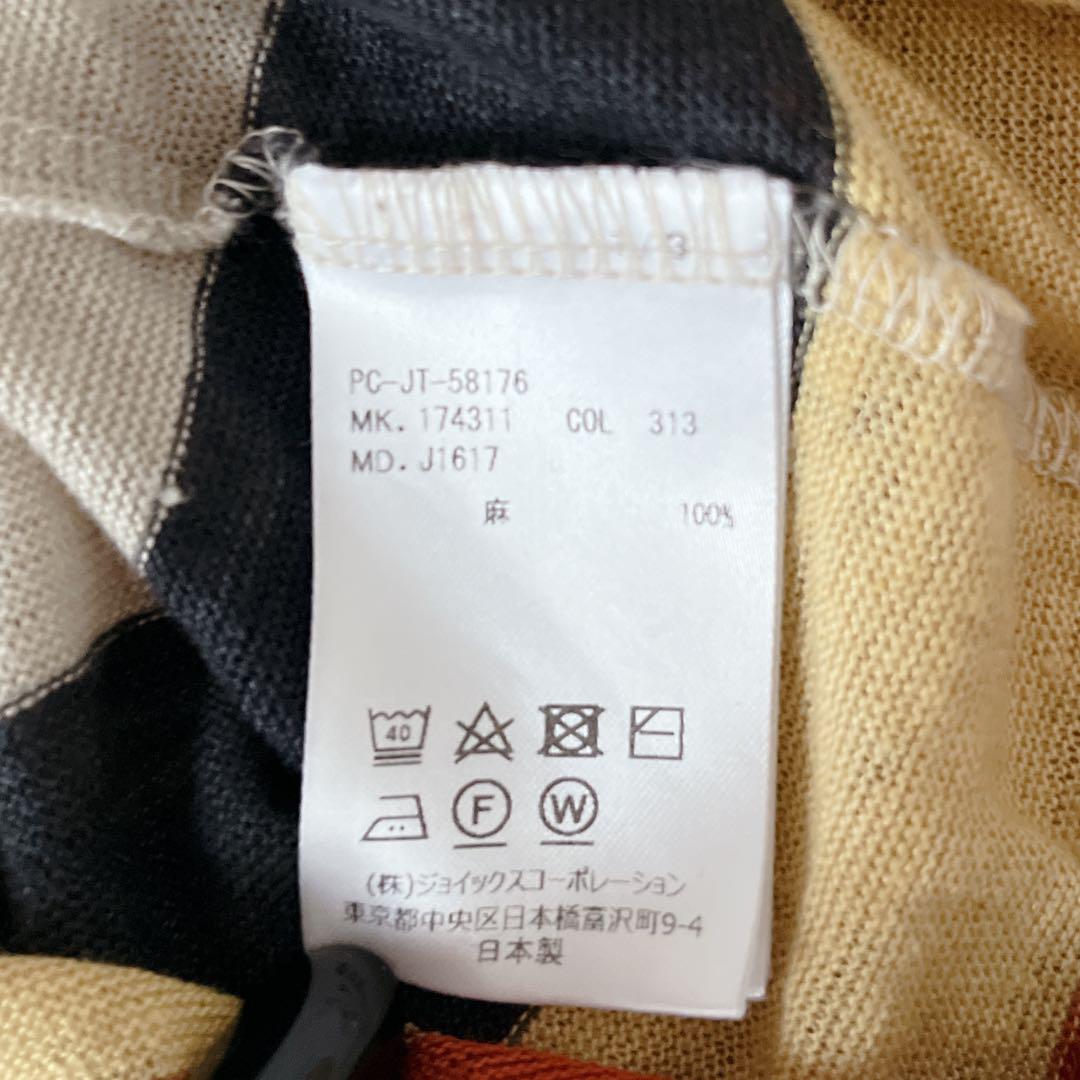 3
PC-JT-58176
MK. 174311 COL 313
MD. J1617
麻 100%
40
F W
(株)ジョイックスコーポレーション
東京都中央区日本橋富沢町9-4
日本製